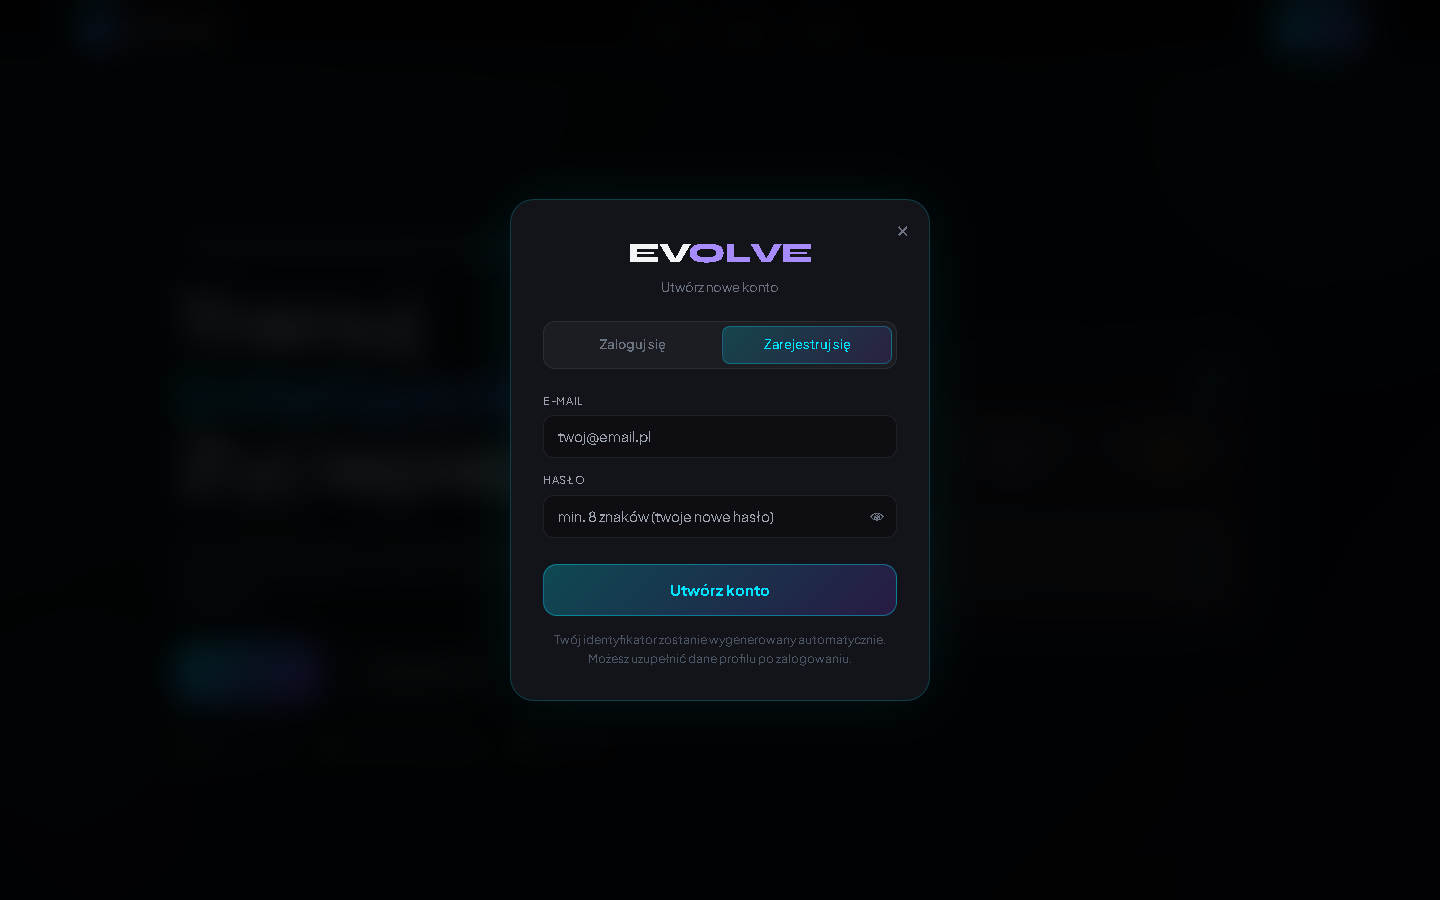 EVOLVE
Utwórz nowe konto
Zaloguj się
Zarejestruj się
E-MAIL
twoj@email.pl
HASŁO
min. 8 znaków (twoje nowe hasło)
Utwórz konto
Twój identyfikator zostanie wygenerowany automatycznie.
Możesz uzupełnić dane profilu po zalogowaniu.